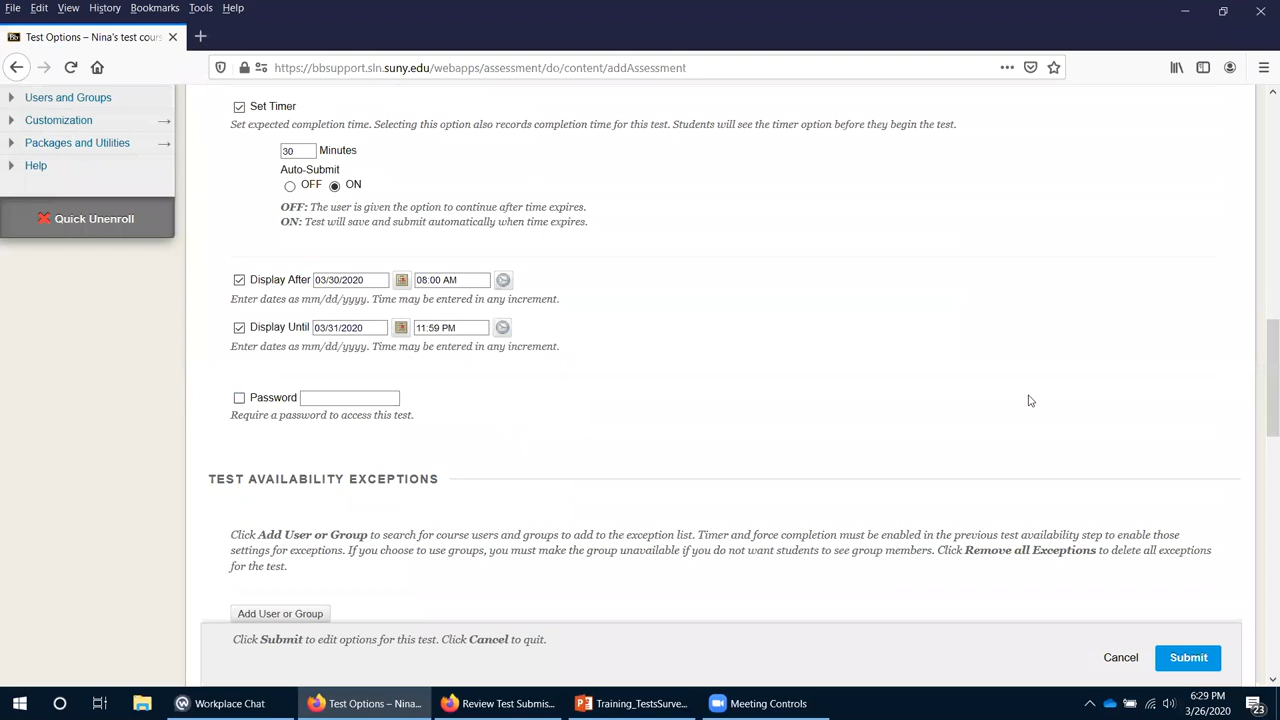 File Edit View History Bookmarks Tools Help
Test Options – Nina's test cours
https://bbsupport.sln.suny.edu/webapps/assessment/do/content/addAssessment
Users and Groups
Customization
Packages and Utilities
Help
Quick Unenroll
Set Timer
Set expected completion time. Selecting this option also records completion time for this test. Students will see the timer option before they begin the test.
30 Minutes
Auto-Submit
OFF ON
OFF: The user is given the option to continue after time expires.
ON: Test will save and submit automatically when time expires.
Display After 03/30/2020 08:00 AM
Enter dates as mm/dd/yyyy. Time may be entered in any increment.
Display Until 03/31/2020 11:59 PM
Enter dates as mm/dd/yyyy. Time may be entered in any increment.
Password
Require a password to access this test.
TEST AVAILABILITY EXCEPTIONS
Click Add User or Group to search for course users and groups to add to the exception list. Timer and force completion must be enabled in the previous test availability step to enable those
settings for exceptions. If you choose to use groups, you must make the group unavailable if you do not want students to see group members. Click Remove all Exceptions to delete all exceptions
for the test.
Add User or Group
Click Submit to edit options for this test. Click Cancel to quit.
Cancel Submit
Workplace Chat
Test Options – Nina...
Review Test Submis...
Training_TestsSurve...
Meeting Controls
6:29 PM
3/26/2020
23